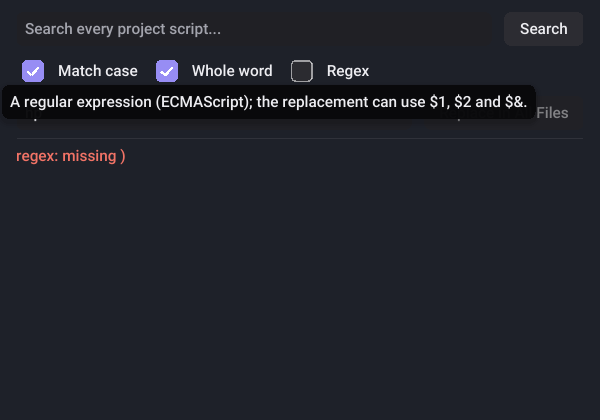 Search every project script...
Search
Match case
Whole word
Regex
A regular expression (ECMAScript); the replacement can use $1, $2 and $&.
Files
regex: missing )